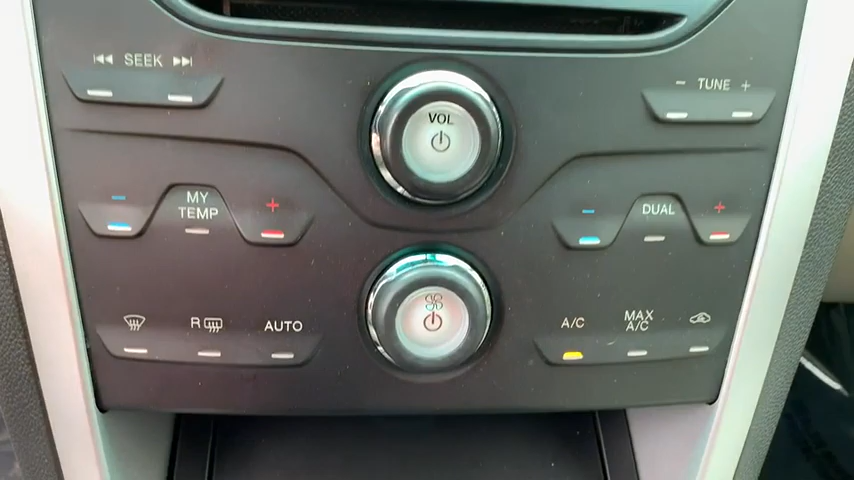 SEEK
VOL
− TUNE +
− MY
TEMP +
− DUAL +
R
AUTO
A/C
MAX
A/C